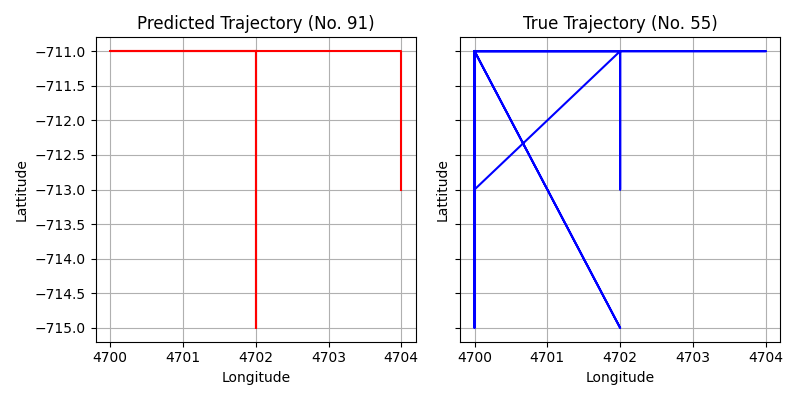 Predicted Trajectory (No. 91)
True Trajectory (No. 55)
−711.0
−711.5
−712.0
−712.5
−713.0
−713.5
−714.0
−714.5
−715.0
Lattitude
Lattitude
4700 4701 4702 4703 4704
4700 4701 4702 4703 4704
Longitude
Longitude